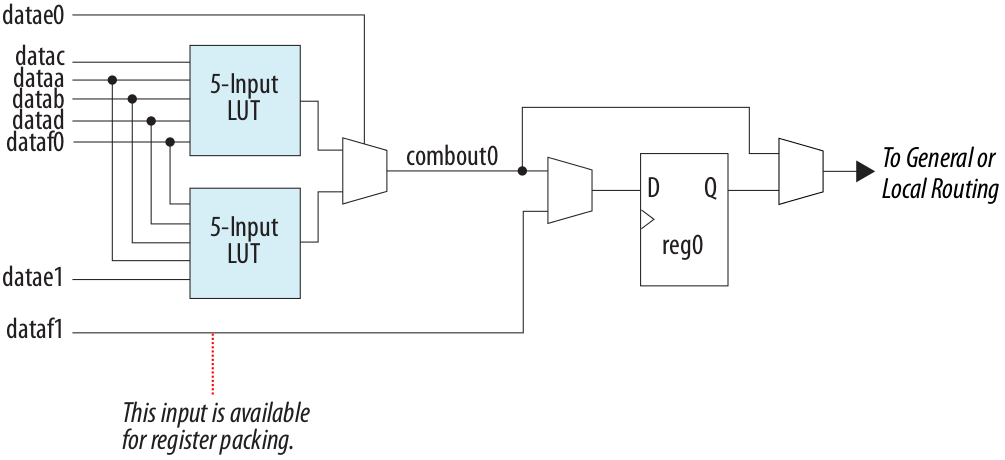 datae0
datac
dataa
datab
datad
dataf0
5-Input
LUT
combout0
D Q
reg0
To General or
Local Routing
5-Input
LUT
datae1
dataf1
This input is available
for register packing.